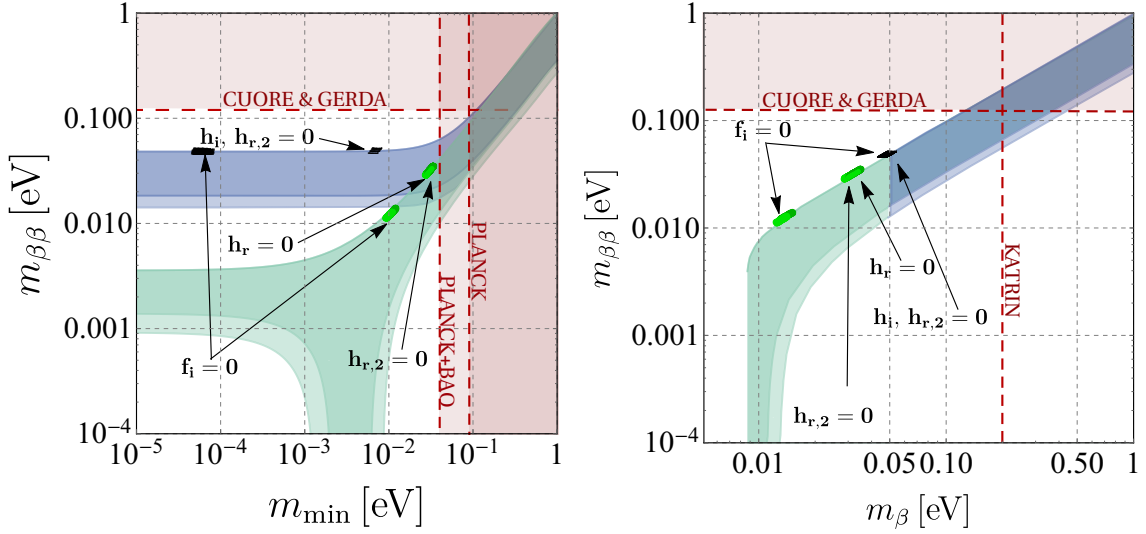 1
0.100
0.010
0.001
10⁻⁴
m_ββ [eV]
CUORE & GERDA
h_i, h_r,2 = 0
h_r = 0
f_i = 0
h_r,2 = 0
PLANCK+BAO
PLANCK
10⁻⁵
10⁻⁴
10⁻³
10⁻²
10⁻¹
1
m_min [eV]
1
0.100
0.010
0.001
10⁻⁴
m_ββ [eV]
CUORE & GERDA
f_i = 0
h_r = 0
h_i, h_r,2 = 0
h_r,2 = 0
KATRIN
0.01
0.05
0.10
0.50
1
m_β [eV]